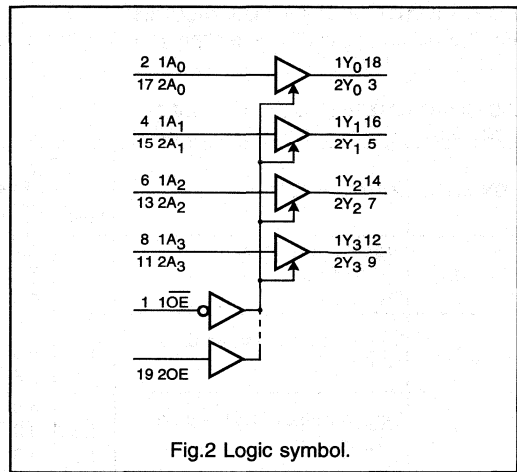 2 1A0 1Y0 18
17 2A0 2Y0 3
4 1A1 1Y1 16
15 2A1 2Y1 5
6 1A2 1Y2 14
13 2A2 2Y2 7
8 1A3 1Y3 12
11 2A3 2Y3 9
1 1O̅E̅
19 2OE
Fig.2 Logic symbol.